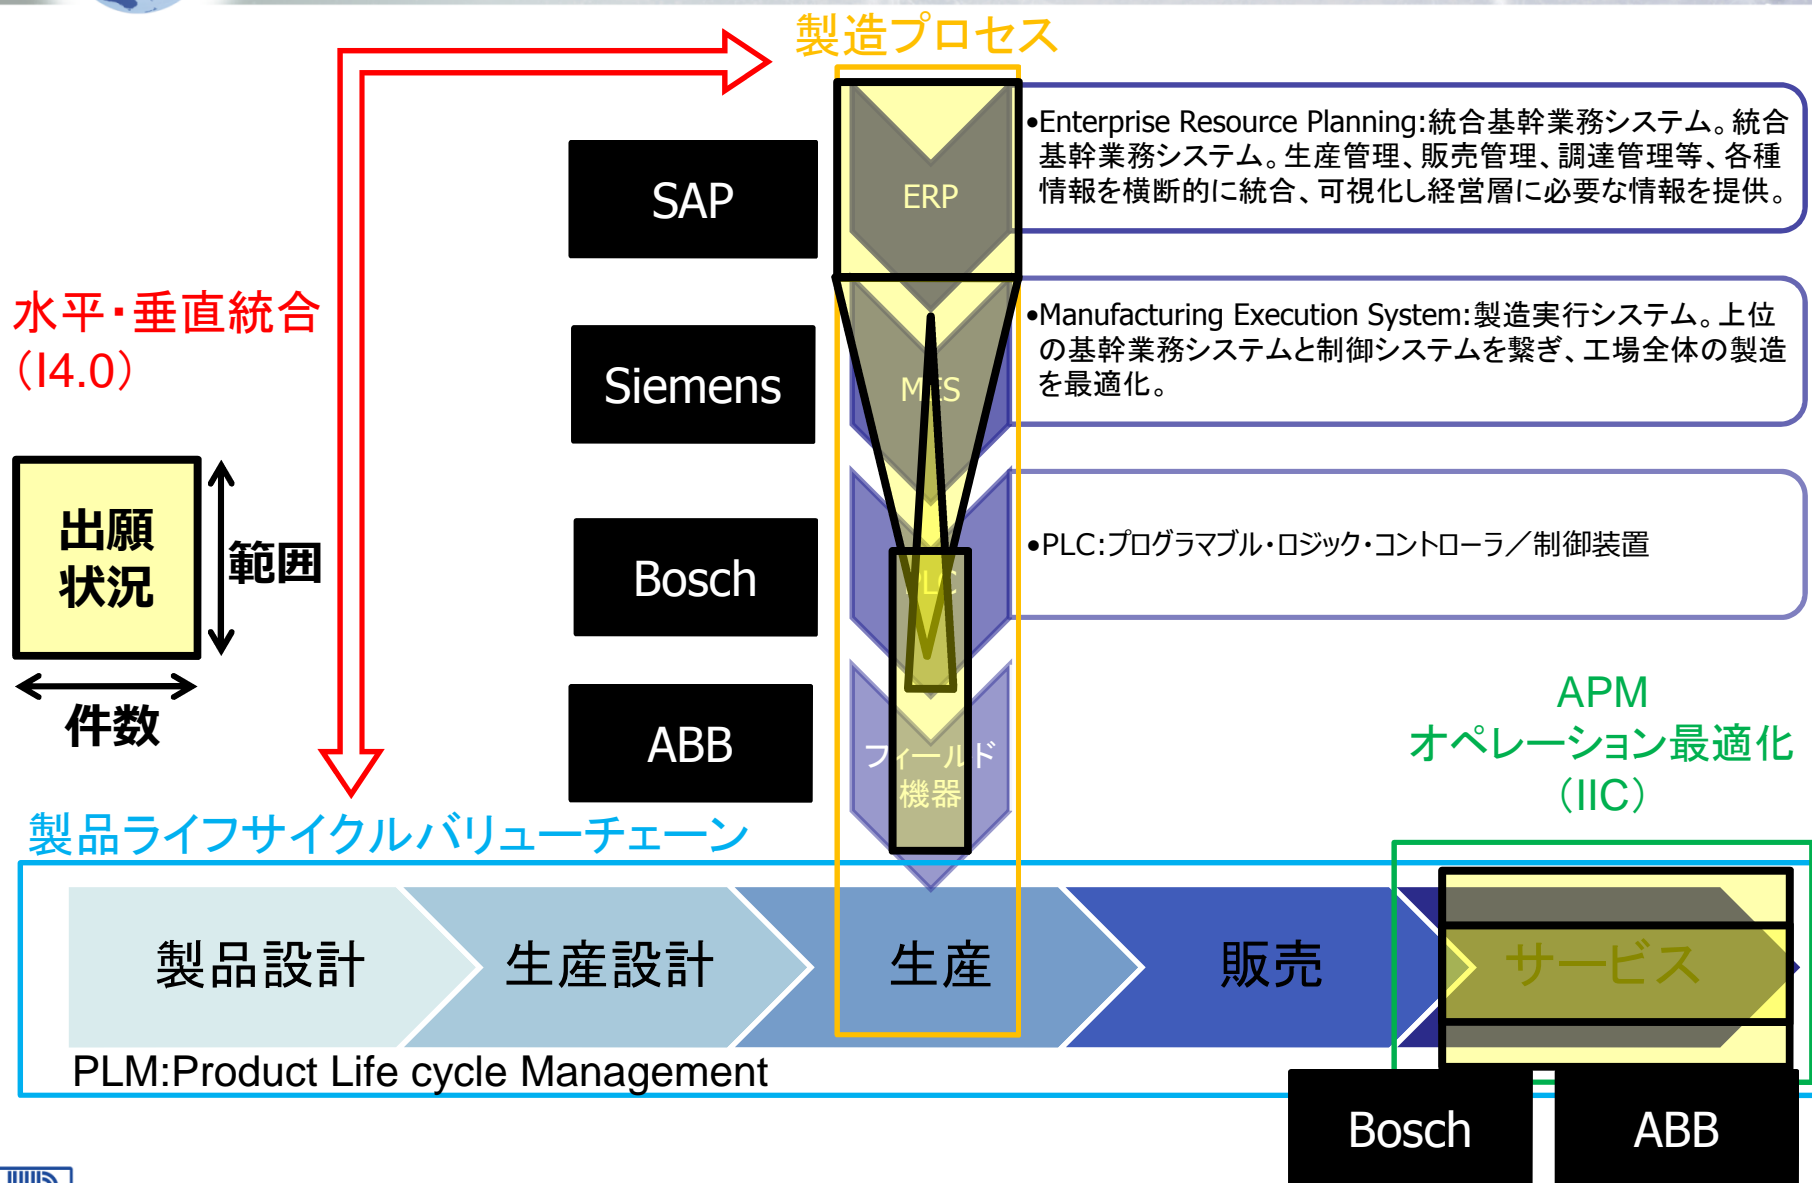 製造プロセス
•Enterprise Resource Planning:統合基幹業務システム。統合
基幹業務システム。生産管理、販売管理、調達管理等、各種
情報を横断的に統合、可視化し経営層に必要な情報を提供。
SAP
ERP
水平・垂直統合
(I4.0)
•Manufacturing Execution System:製造実行システム。上位
の基幹業務システムと制御システムを繋ぎ、工場全体の製造
を最適化。
Siemens
MES
出願
状況
範囲
件数
•PLC:プログラマブル・ロジック・コントローラ/制御装置
Bosch
PLC
ABB
フィールド
機器
APM
オペレーション最適化
(IIC)
製品ライフサイクルバリューチェーン
製品設計
生産設計
生産
販売
サービス
PLM:Product Life cycle Management
Bosch
ABB